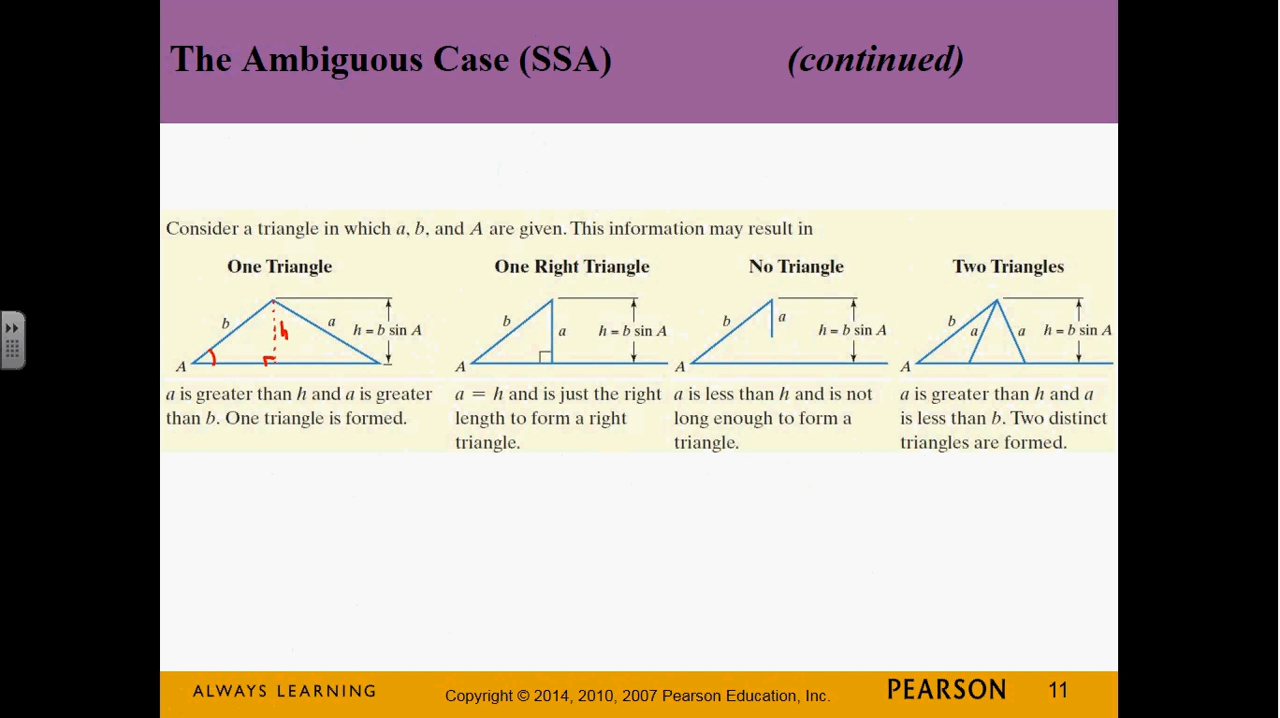 The Ambiguous Case (SSA) (continued)
Consider a triangle in which a, b, and A are given. This information may result in
One Triangle
b
a
h
h = b sin A
A
a is greater than h and a is greater
than b. One triangle is formed.
One Right Triangle
b
a
h = b sin A
A
a = h and is just the right
length to form a right
triangle.
No Triangle
b
a
h = b sin A
A
a is less than h and is not
long enough to form a
triangle.
Two Triangles
b
a
a
h = b sin A
A
a is greater than h and a
is less than b. Two distinct
triangles are formed.
ALWAYS LEARNING
Copyright © 2014, 2010, 2007 Pearson Education, Inc.
PEARSON
11